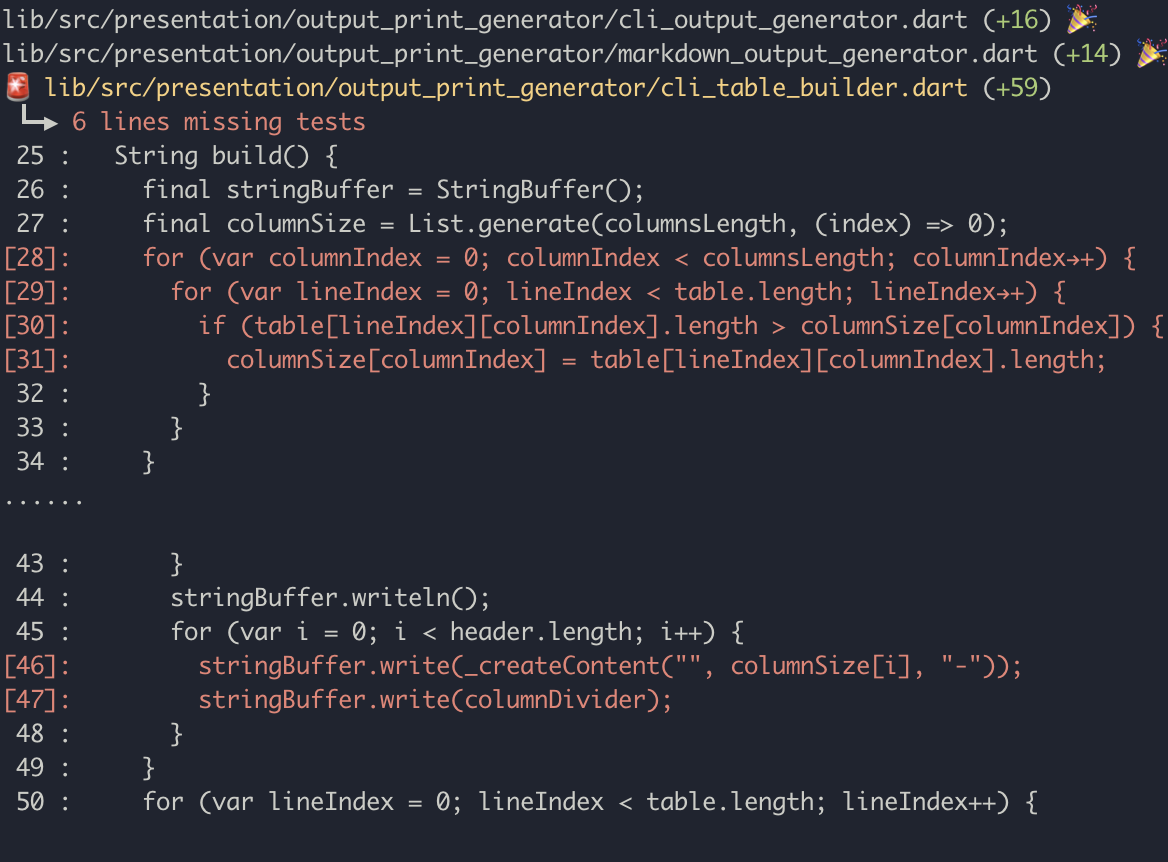 lib/src/presentation/output_print_generator/cli_output_generator.dart (+16) 🎉
lib/src/presentation/output_print_generator/markdown_output_generator.dart (+14) 🎉
🚨 lib/src/presentation/output_print_generator/cli_table_builder.dart (+59)
6 lines missing tests
25 :   String build() {
26 :     final stringBuffer = StringBuffer();
27 :     final columnSize = List.generate(columnsLength, (index) => 0);
[28]:     for (var columnIndex = 0; columnIndex < columnsLength; columnIndex→+) {
[29]:       for (var lineIndex = 0; lineIndex < table.length; lineIndex→+) {
[30]:         if (table[lineIndex][columnIndex].length > columnSize[columnIndex]) {
[31]:           columnSize[columnIndex] = table[lineIndex][columnIndex].length;
32 :         }
33 :       }
34 :     }
......
43 :       }
44 :       stringBuffer.writeln();
45 :       for (var i = 0; i < header.length; i++) {
[46]:         stringBuffer.write(_createContent("", columnSize[i], "-"));
[47]:         stringBuffer.write(columnDivider);
48 :       }
49 :     }
50 :     for (var lineIndex = 0; lineIndex < table.length; lineIndex++) {